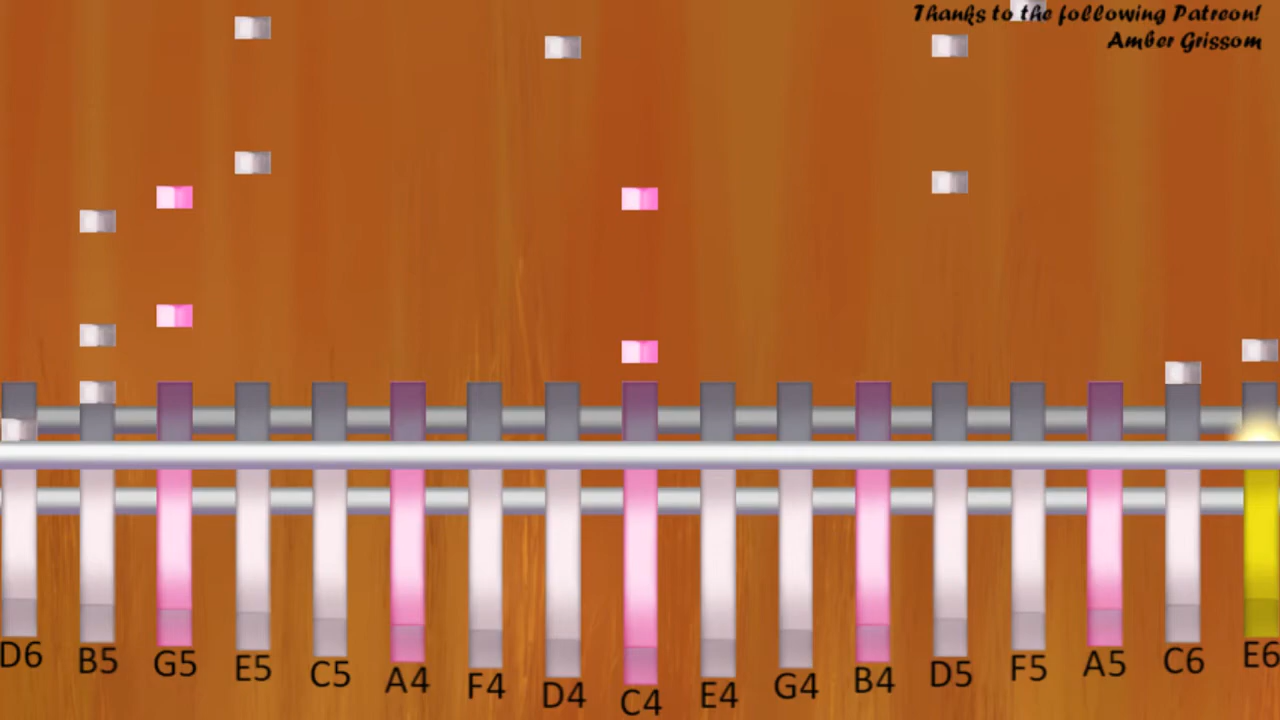 Thanks to the following Patreon!
Amber Grissom
D6 B5 G5 E5 C5 A4 F4 D4 C4 E4 G4 B4 D5 F5 A5 C6 E6